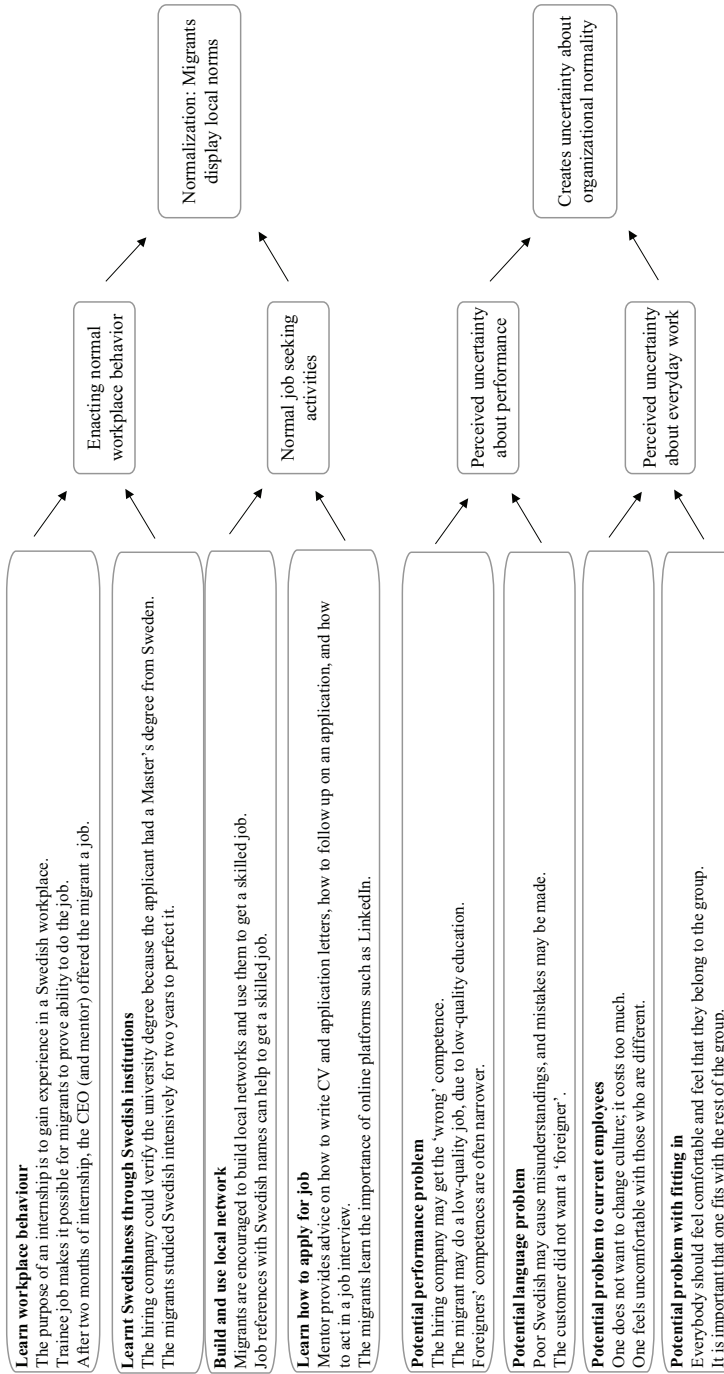 Learn workplace behaviour
The purpose of an internship is to gain experience in a Swedish workplace.
Trainee job makes it possible for migrants to prove ability to do the job.
After two months of internship, the CEO (and mentor) offered the migrant a job.
Learnt Swedishness through Swedish institutions
The hiring company could verify the university degree because the applicant had a Master’s degree from Sweden.
The migrants studied Swedish intensively for two years to perfect it.
Build and use local network
Migrants are encouraged to build local networks and use them to get a skilled job.
Job references with Swedish names can help to get a skilled job.
Learn how to apply for job
Mentor provides advice on how to write CV and application letters, how to follow up on an application, and how
to act in a job interview.
The migrants learn the importance of online platforms such as LinkedIn.
Potential performance problem
The hiring company may get the ‘wrong’ competence.
The migrant may do a low-quality job, due to low-quality education.
Foreigners’ competences are often narrower.
Potential language problem
Poor Swedish may cause misunderstandings, and mistakes may be made.
The customer did not want a ‘foreigner’.
Potential problem to current employees
One does not want to change culture; it costs too much.
One feels uncomfortable with those who are different.
Potential problem with fitting in
Everybody should feel comfortable and feel that they belong to the group.
It is important that one fits with the rest of the group.
Enacting normal
workplace behavior
Normal job seeking
activities
Perceived uncertainty
about performance
Perceived uncertainty
about everyday work
Normalization: Migrants
display local norms
Creates uncertainty about
organizational normality